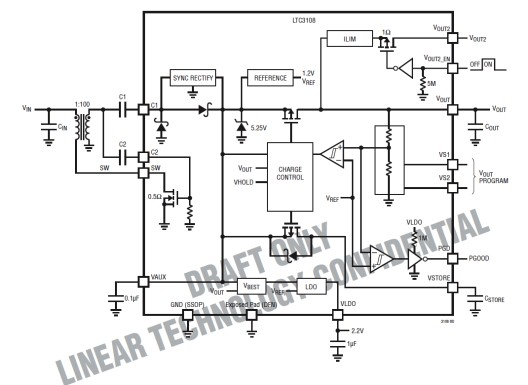 LTC3108
VOUT2
VOUT2
1Ω
ILIM
VOUT2_EN
OFF ON
5M
SYNC RECTIFY
REFERENCE
1.2V
VREF
1:100
C1
C1
VOUT
VOUT
VIN
CIN
5.25V
COUT
C2
C2
SW
SW
VOUT
VHOLD
CHARGE
CONTROL
VS1
VS2
VOUT
PROGRAM
0.5Ω
VREF
VLDO
1M
PGD
PGOOD
DRAFT ONLY
VSTORE
VAUX
CSTORE
0.1µF
VOUT
VBEST
VREF
LDO
GND (SSOP)
Exposed Pad (DFN)
VLDO
2.2V
1µF
LINEAR TECHNOLOGY CONFIDENTIAL